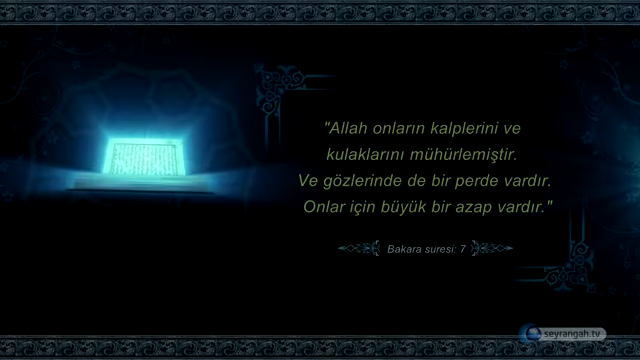 "Allah onların kalplerini ve
kulaklarını mühürlemiştir.
Ve gözlerinde de bir perde vardır.
Onlar için büyük bir azap vardır."
Bakara suresi: 7
seyrangah.tv